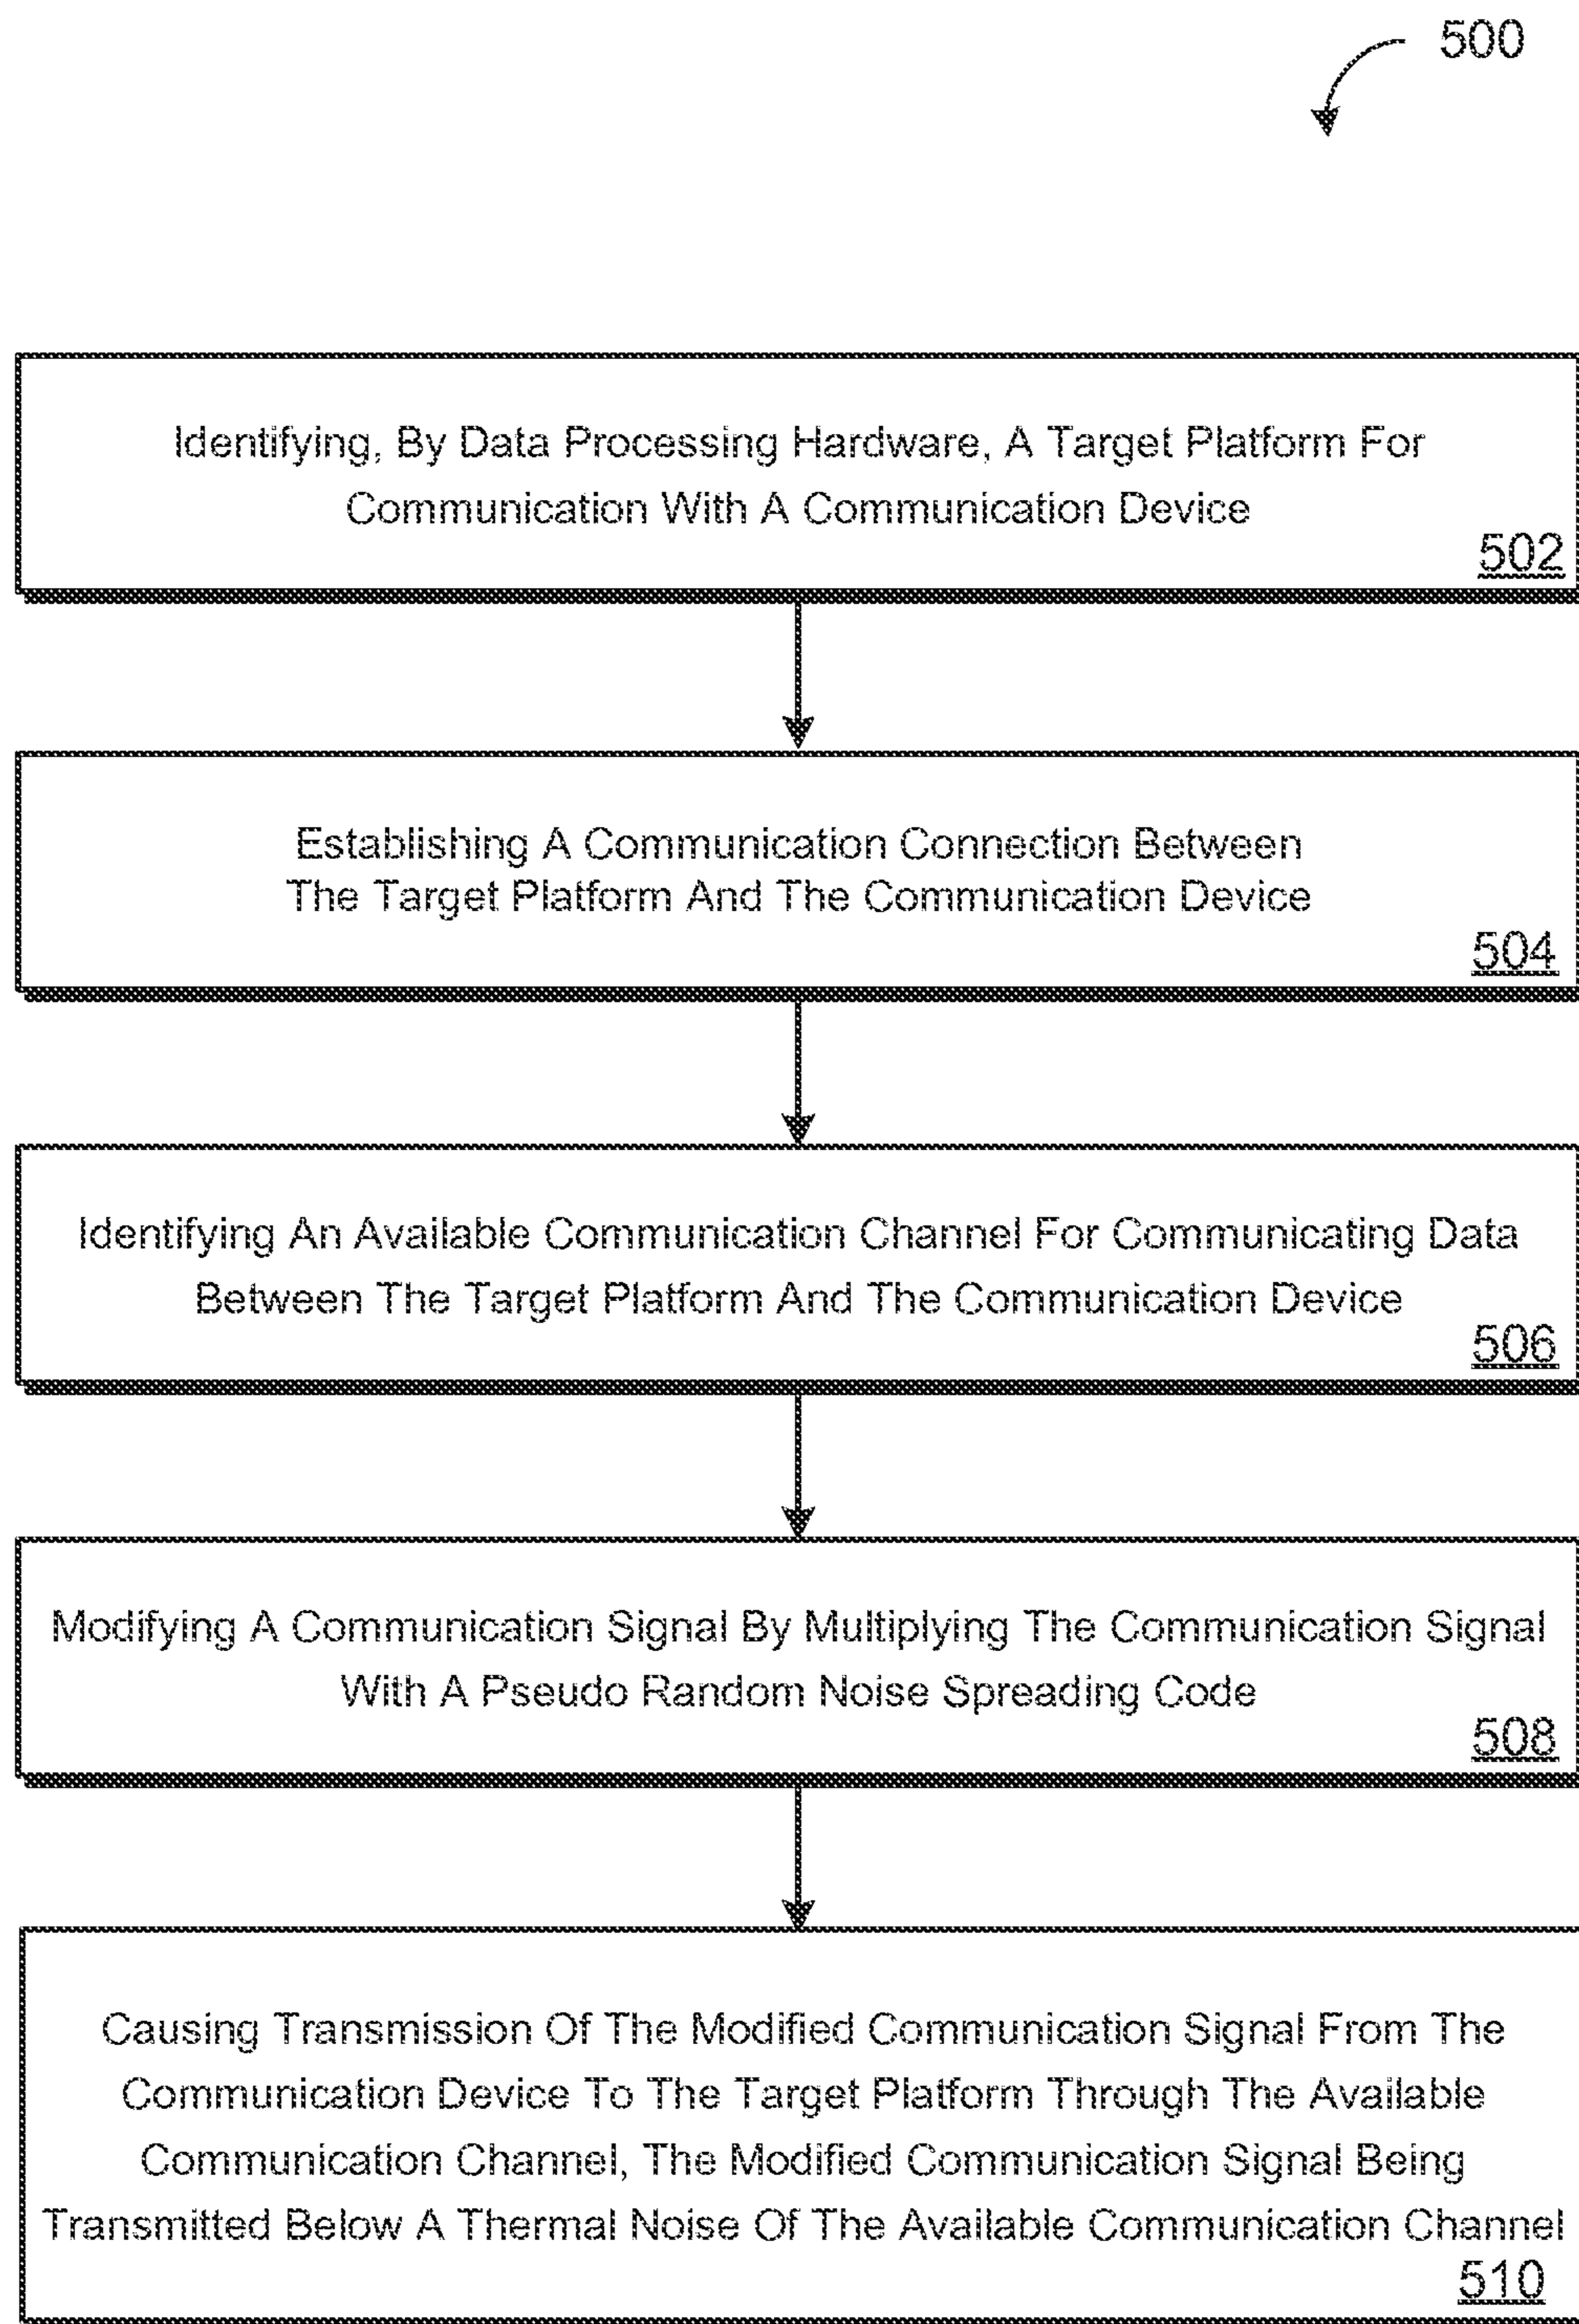 500
Identifying, By Data Processing Hardware, A Target Platform For
Communication With A Communication Device
502
Establishing A Communication Connection Between
The Target Platform And The Communication Device
504
Identifying An Available Communication Channel For Communicating Data
Between The Target Platform And The Communication Device
506
Modifying A Communication Signal By Multiplying The Communication Signal
With A Pseudo Random Noise Spreading Code
508
Causing Transmission Of The Modified Communication Signal From The
Communication Device To The Target Platform Through The Available
Communication Channel, The Modified Communication Signal Being
Transmitted Below A Thermal Noise Of The Available Communication Channel
510